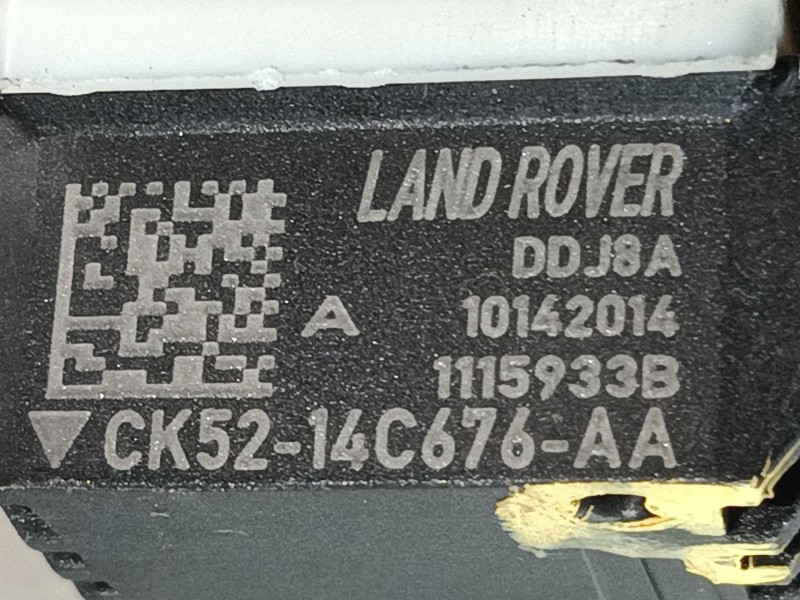 LAND ROVER
DDJ8A
A 10142014
1115933B
CK52-14C676-AA